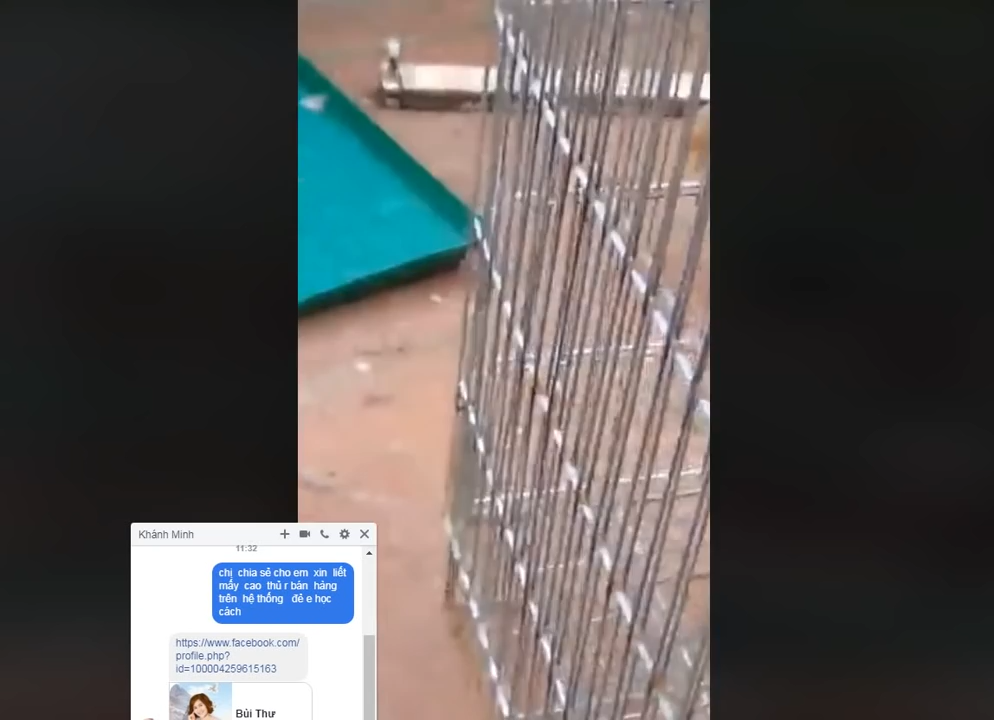 Khánh Minh
11:32
chị chia sẻ cho em xin liết
mấy cao thủ r bán hàng
trên hệ thống đẻ e học
cách
https://www.facebook.com/
profile.php?
id=100004259615163
Bùi Thư